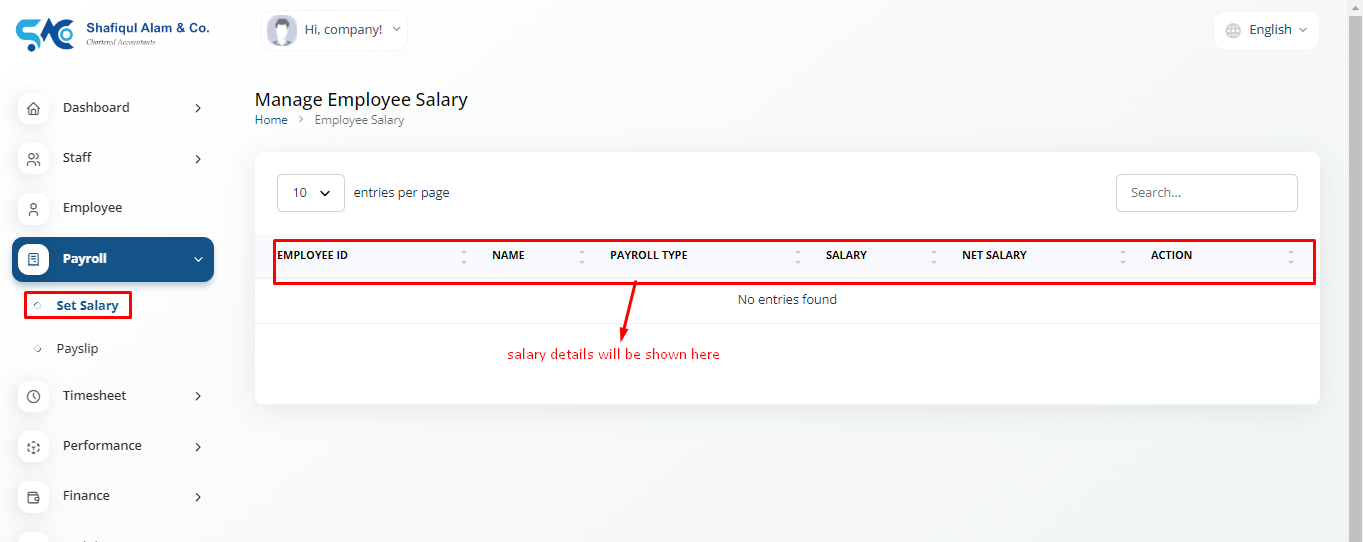 Shafiqul Alam & Co.
Chartered Accountants
Hi, company!
English
Dashboard
Staff
Employee
Payroll
Set Salary
Payslip
Timesheet
Performance
Finance
Manage Employee Salary
Home > Employee Salary
10 entries per page
Search...
EMPLOYEE ID NAME PAYROLL TYPE SALARY NET SALARY ACTION
No entries found
salary details will be shown here